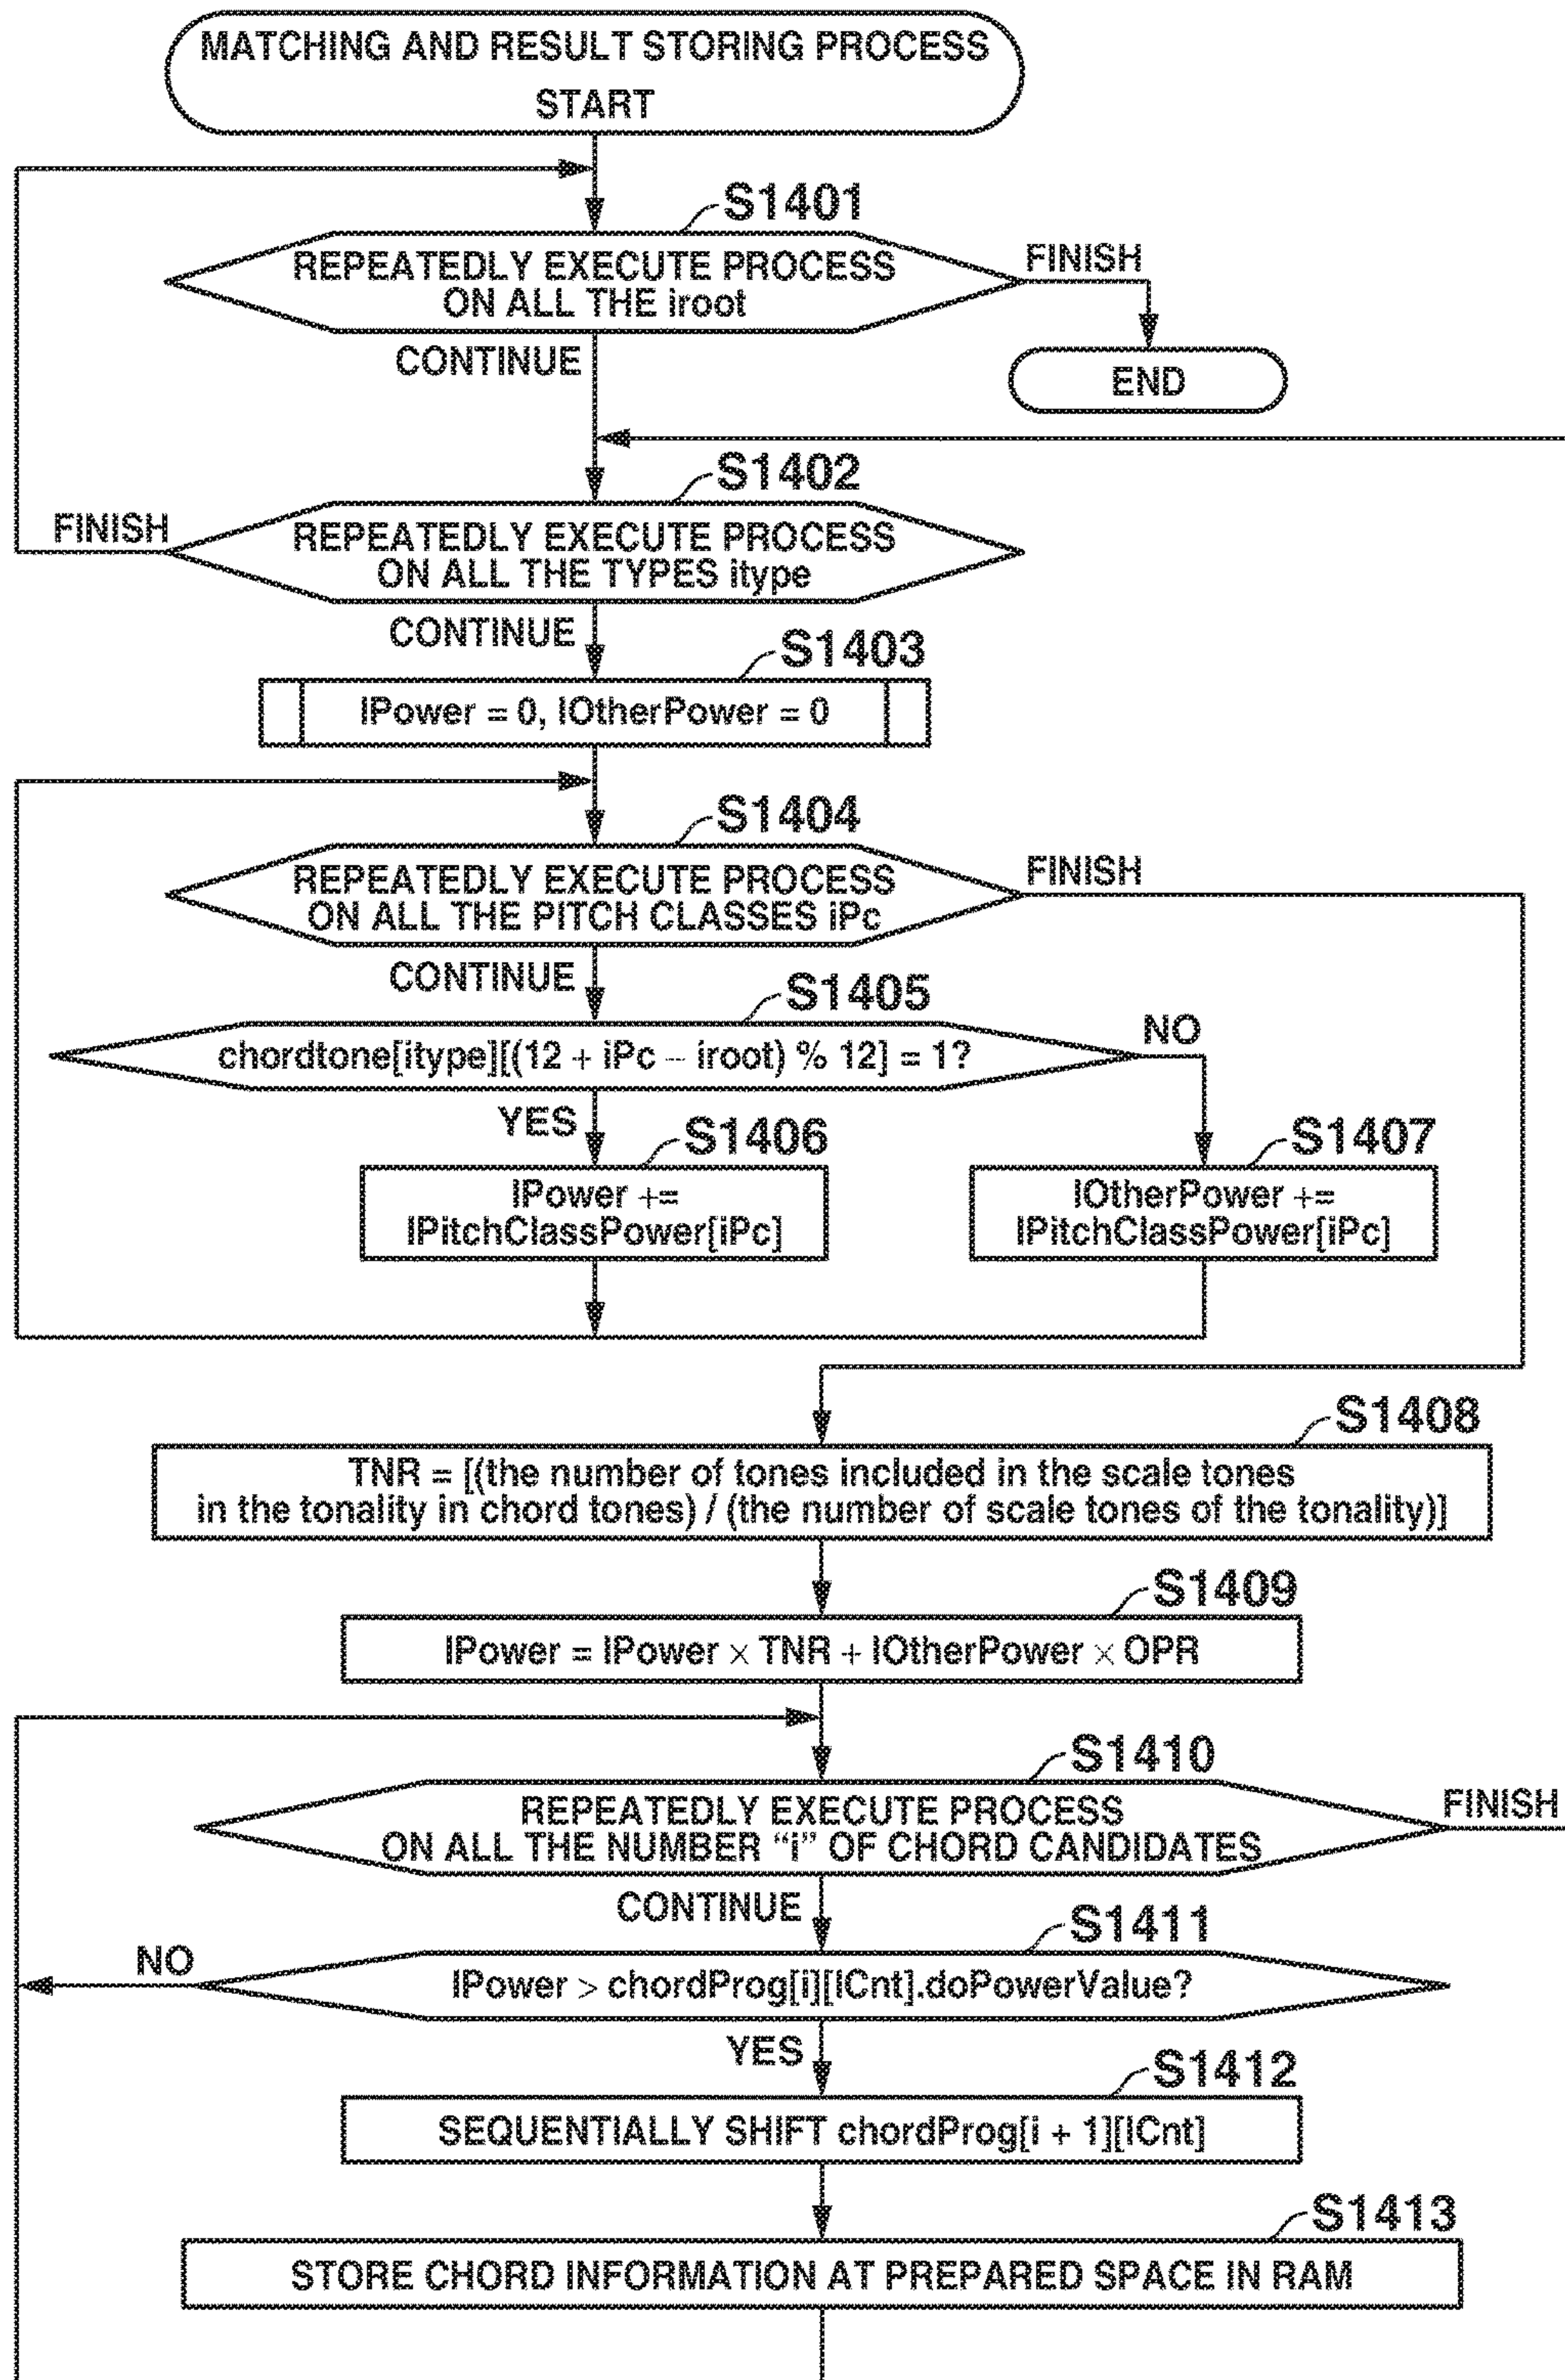 MATCHING AND RESULT STORING PROCESS
START
S1401
REPEATEDLY EXECUTE PROCESS
ON ALL THE iroot
FINISH
CONTINUE
END
S1402
FINISH
REPEATEDLY EXECUTE PROCESS
ON ALL THE TYPES itype
CONTINUE
S1403
lPower = 0, lOtherPower = 0
S1404
REPEATEDLY EXECUTE PROCESS
ON ALL THE PITCH CLASSES iPc
FINISH
CONTINUE
S1405
chordtone[itype][(12 + iPc − iroot) % 12] = 1?
NO
YES
S1406
S1407
lPower +=
lPitchClassPower[iPc]
lOtherPower +=
lPitchClassPower[iPc]
S1408
TNR = [(the number of tones included in the scale tones
in the tonality in chord tones) / (the number of scale tones of the tonality)]
S1409
lPower = lPower × TNR + lOtherPower × OPR
S1410
REPEATEDLY EXECUTE PROCESS
ON ALL THE NUMBER “i” OF CHORD CANDIDATES
FINISH
CONTINUE
S1411
NO
lPower > chordProg[i][lCnt].doPowerValue?
YES
S1412
SEQUENTIALLY SHIFT chordProg[i + 1][lCnt]
S1413
STORE CHORD INFORMATION AT PREPARED SPACE IN RAM